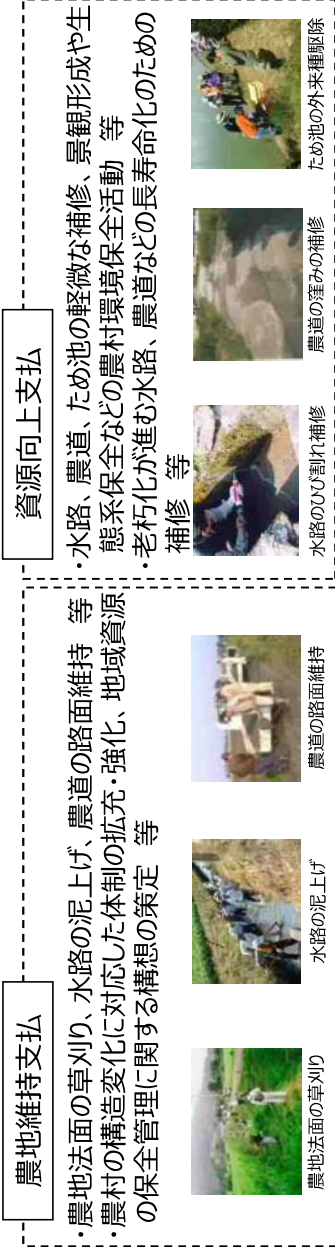 農地維持支払
・農地法面の草刈り、水路の泥上げ、農道の路面維持　等
・農村の構造変化に対応した体制の拡充・強化、地域資源
の保全管理に関する構想の策定　等
農地法面の草刈り
水路の泥上げ
農道の路面維持
資源向上支払
・水路、農道、ため池の軽微な補修、景観形成や生
態系保全などの農村環境保全活動　等
・老朽化が進む水路、農道などの長寿命化のための
補修　等
水路のひび割れ補修
農道の窪みの補修
ため池の外来種駆除